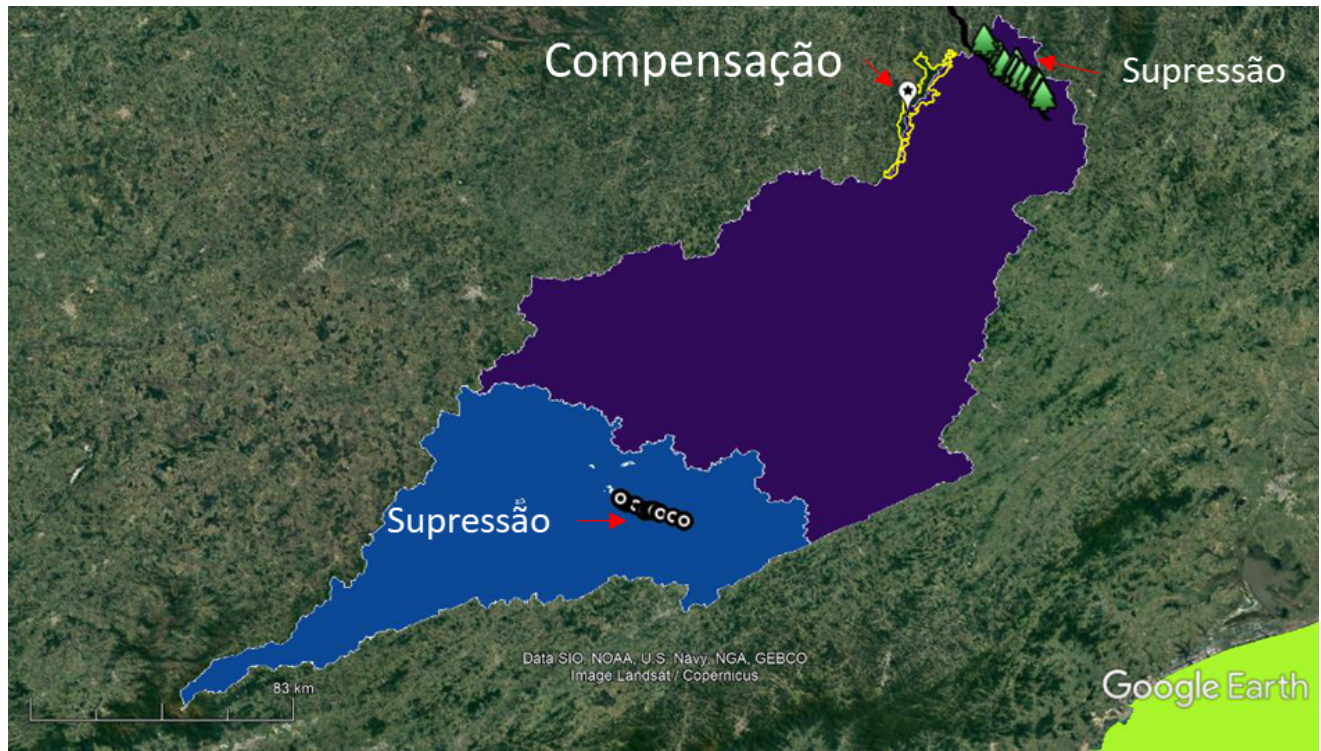 Compensação
Supressão
Supressão
Data SIO, NOAA, U.S. Navy, NGA, GEBCO
Image Landsat / Copernicus
83 km
Google Earth